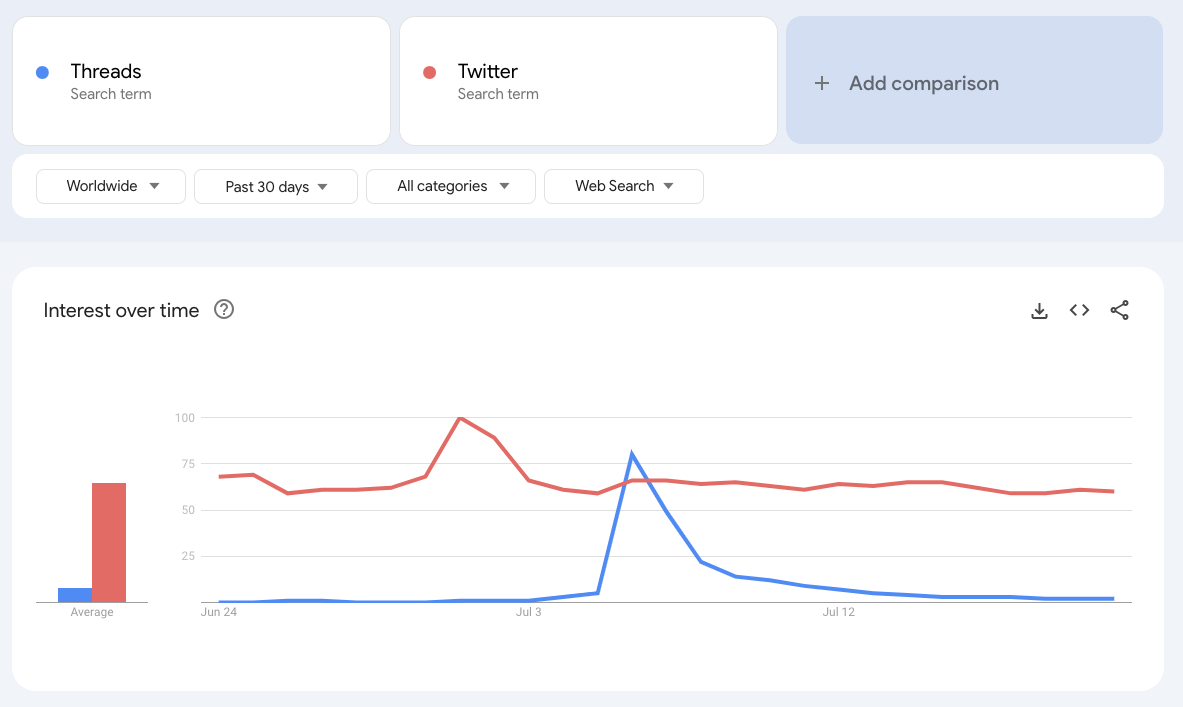 Threads
Search term
Twitter
Search term
+ Add comparison
Worldwide
Past 30 days
All categories
Web Search
Interest over time ?
100
75
50
25
Average
Jun 24
Jul 3
Jul 12